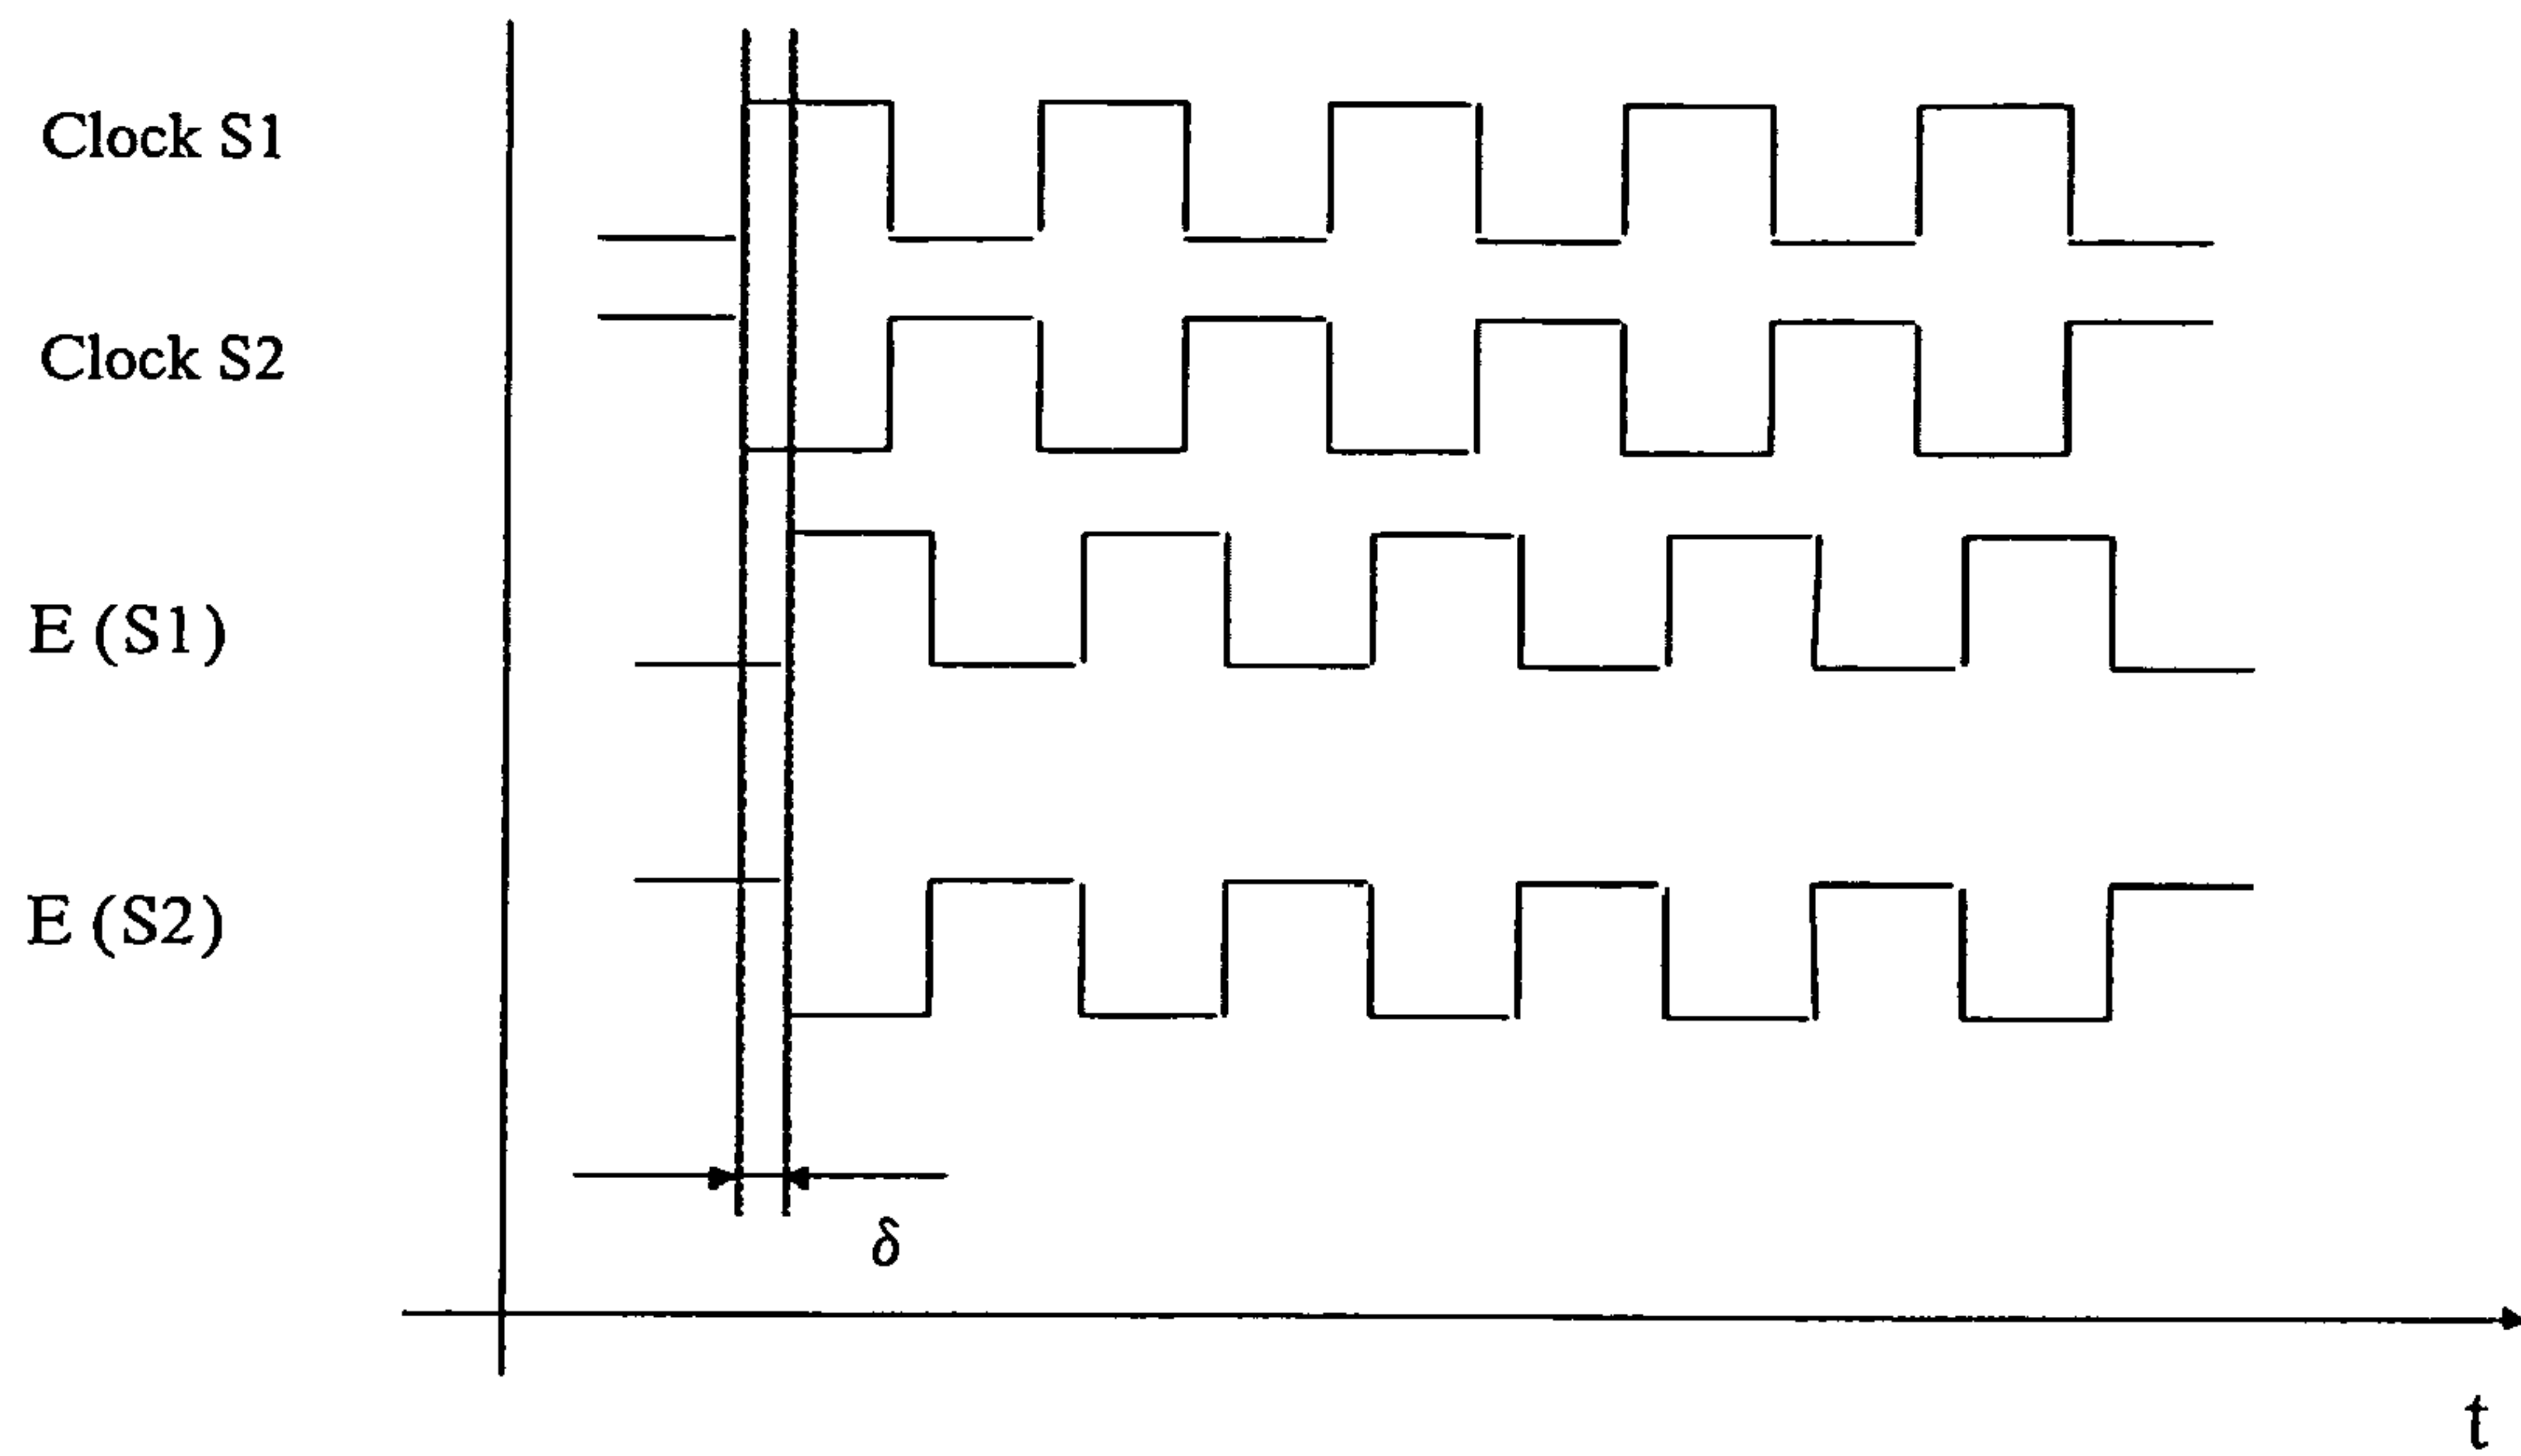 Clock S1
Clock S2
E (S1)
E (S2)
δ
t